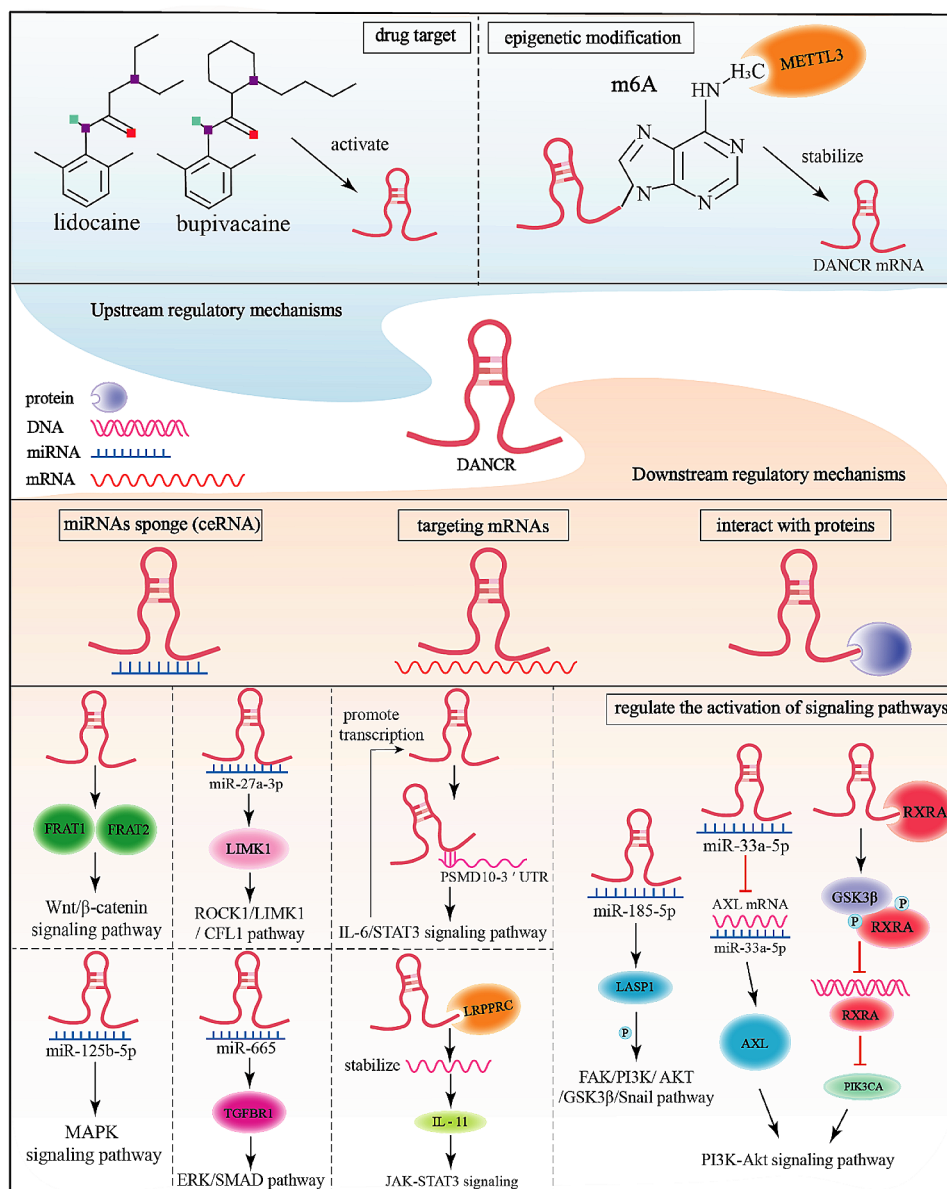 drug target
lidocaine
bupivacaine
activate
epigenetic modification
m6A
HN
H₃C
METTL3
N
N
N
N
stabilize
DANCR mRNA
Upstream regulatory mechanisms
protein
DNA
miRNA
mRNA
DANCR
Downstream regulatory mechanisms
miRNAs sponge (ceRNA)
targeting mRNAs
interact with proteins
FRAT1
FRAT2
Wnt/β-catenin
signaling pathway
miR-27a-3p
LIMK1
ROCK1/LIMK1
/ CFL1 pathway
promote
transcription
PSMD10-3 ′ UTR
IL-6/STAT3 signaling pathway
miR-125b-5p
MAPK
signaling pathway
miR-665
TGFBR1
ERK/SMAD pathway
LRPPRC
stabilize
IL - 11
JAK-STAT3 signaling
regulate the activation of signaling pathways
miR-185-5p
LASP1
P
FAK/PI3K/ AKT
/GSK3β/Snail pathway
miR-33a-5p
AXL mRNA
miR-33a-5p
AXL
RXRA
GSK3β
P
P
RXRA
RXRA
PIK3CA
PI3K-Akt signaling pathway